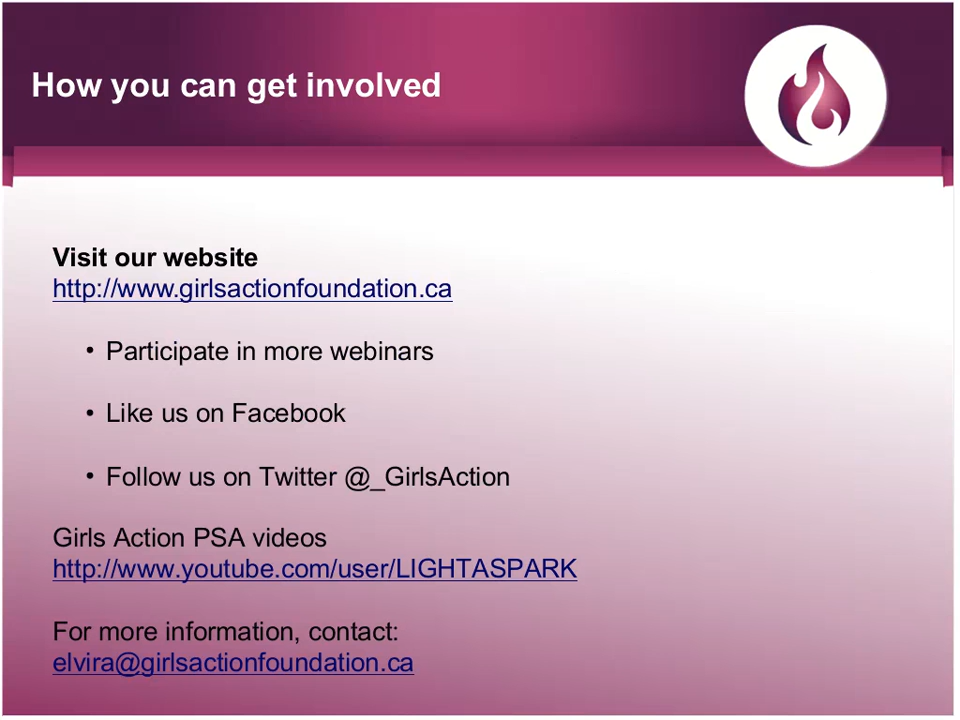 How you can get involved
Visit our website
http://www.girlsactionfoundation.ca
• Participate in more webinars
• Like us on Facebook
• Follow us on Twitter @_GirlsAction
Girls Action PSA videos
http://www.youtube.com/user/LIGHTASPARK
For more information, contact:
elvira@girlsactionfoundation.ca